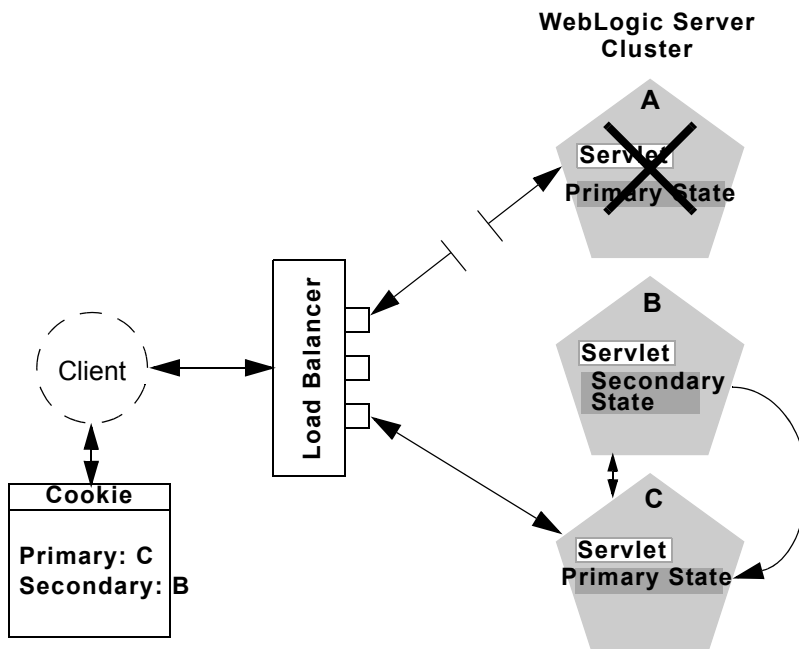 WebLogic Server
Cluster
A
Servlet
Primary State
B
Servlet
Secondary
State
C
Servlet
Primary State
Load Balancer
Client
Cookie
Primary: C
Secondary: B